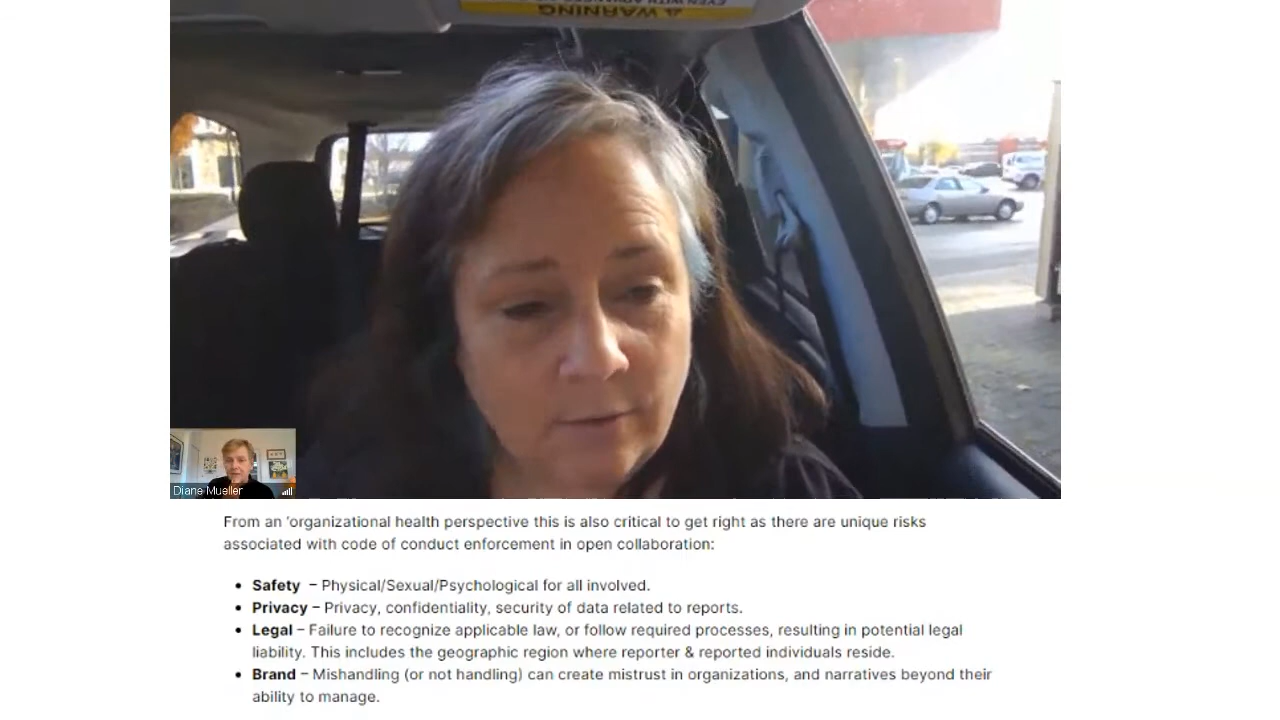 EVEN WITH ADVANCED
WARNING
Diane Mueller
From an ‘organizational health perspective this is also critical to get right as there are unique risks
associated with code of conduct enforcement in open collaboration:
• Safety – Physical/Sexual/Psychological for all involved.
• Privacy – Privacy, confidentiality, security of data related to reports.
• Legal – Failure to recognize applicable law, or follow required processes, resulting in potential legal
liability. This includes the geographic region where reporter & reported individuals reside.
• Brand – Mishandling (or not handling) can create mistrust in organizations, and narratives beyond their
ability to manage.